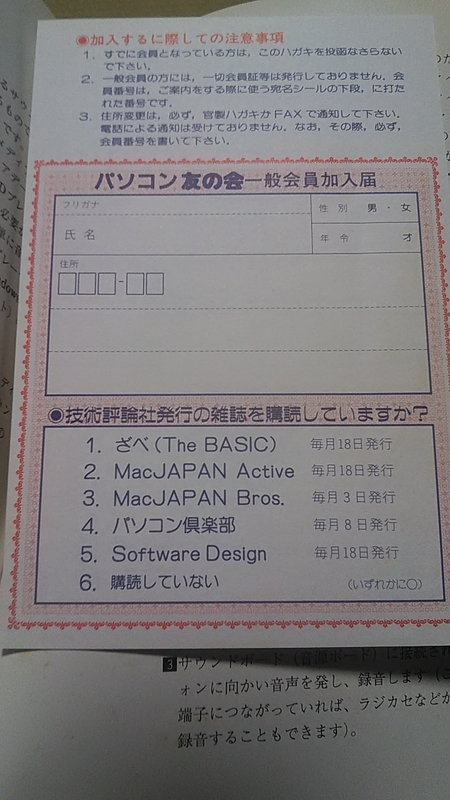 ◉加入するに際しての注意事項
1. すでに会員となっている方は，このハガキを投函なさらない
で下さい。
2. 一般会員の方には，一切会員証等は発行しておりません。会
員番号は，ご案内をする際に使う宛名シールの下段，に打た
れた番号です。
3. 住所変更は，必ず，官製ハガキかFAXで通知して下さい。
電話による通知は受けておりません。なお，その際，必ず，
会員番号を書いて下さい。
パソコン友の会一般会員加入届
フリガナ
性別 男・女
氏名
年令 才
住所
□□□-□□
◉技術評論社発行の雑誌を購読していますか？
1. ざべ（The BASIC） 毎月18日発行
2. MacJAPAN Active 毎月18日発行
3. MacJAPAN Bros. 毎月3日発行
4. パソコン倶楽部 毎月8日発行
5. Software Design 毎月18日発行
6. 購読していない （いずれかに○）
3 サウンドボード（音源ボード）に接続され
ォンに向かい音声を発し、録音します（こ
端子につながっていれば、ラジカセなどか
録音することもできます）。